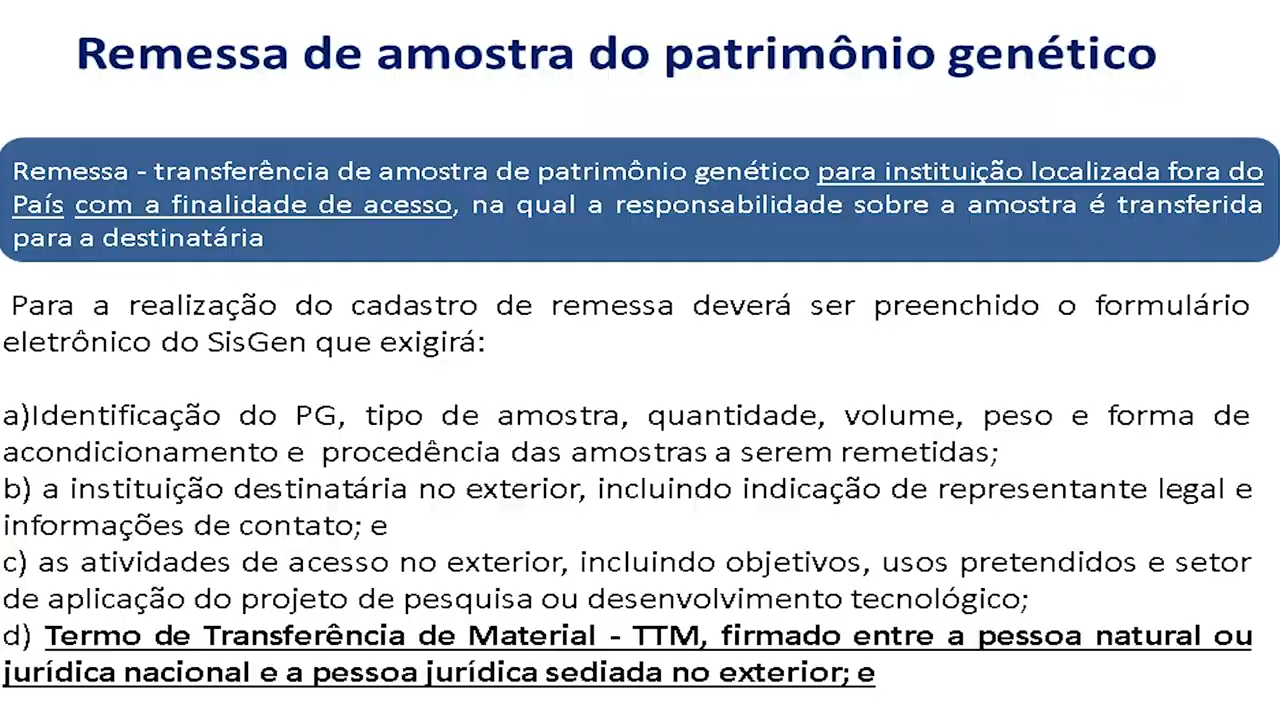 Remessa de amostra do patrimônio genético
Remessa - transferência de amostra de patrimônio genético para instituição localizada fora do
País com a finalidade de acesso, na qual a responsabilidade sobre a amostra é transferida
para a destinatária
Para a realização do cadastro de remessa deverá ser preenchido o formulário
eletrônico do SisGen que exigirá:
a)Identificação do PG, tipo de amostra, quantidade, volume, peso e forma de
acondicionamento e procedência das amostras a serem remetidas;
b) a instituição destinatária no exterior, incluindo indicação de representante legal e
informações de contato; e
c) as atividades de acesso no exterior, incluindo objetivos, usos pretendidos e setor
de aplicação do projeto de pesquisa ou desenvolvimento tecnológico;
d) Termo de Transferência de Material - TTM, firmado entre a pessoa natural ou
jurídica nacional e a pessoa jurídica sediada no exterior; e